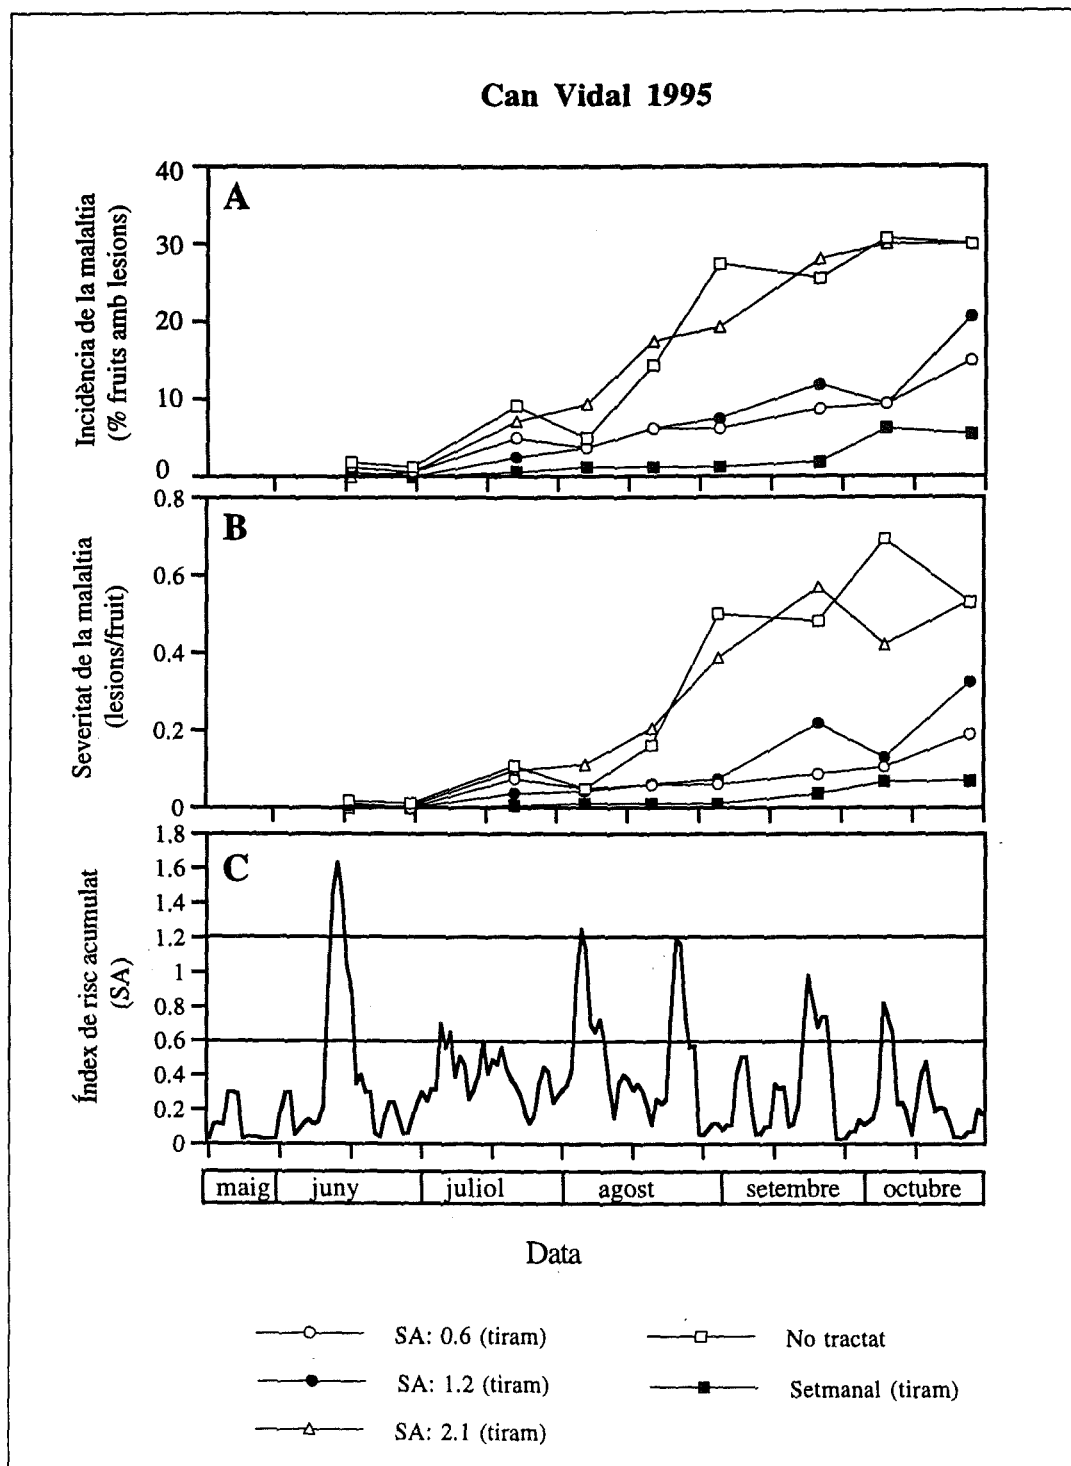 Can Vidal 1995
A
Incidència de la malaltia
(% fruits amb lesions)
40
30
20
10
0
B
Severitat de la malaltia
(lesions/fruit)
0.8
0.6
0.4
0.2
0
C
Índex de risc acumulat
(SA)
1.8
1.6
1.4
1.2
1
0.8
0.6
0.4
0.2
0
maig juny juliol agost setembre octubre
Data
SA: 0.6 (tiram)
SA: 1.2 (tiram)
SA: 2.1 (tiram)
No tractat
Setmanal (tiram)